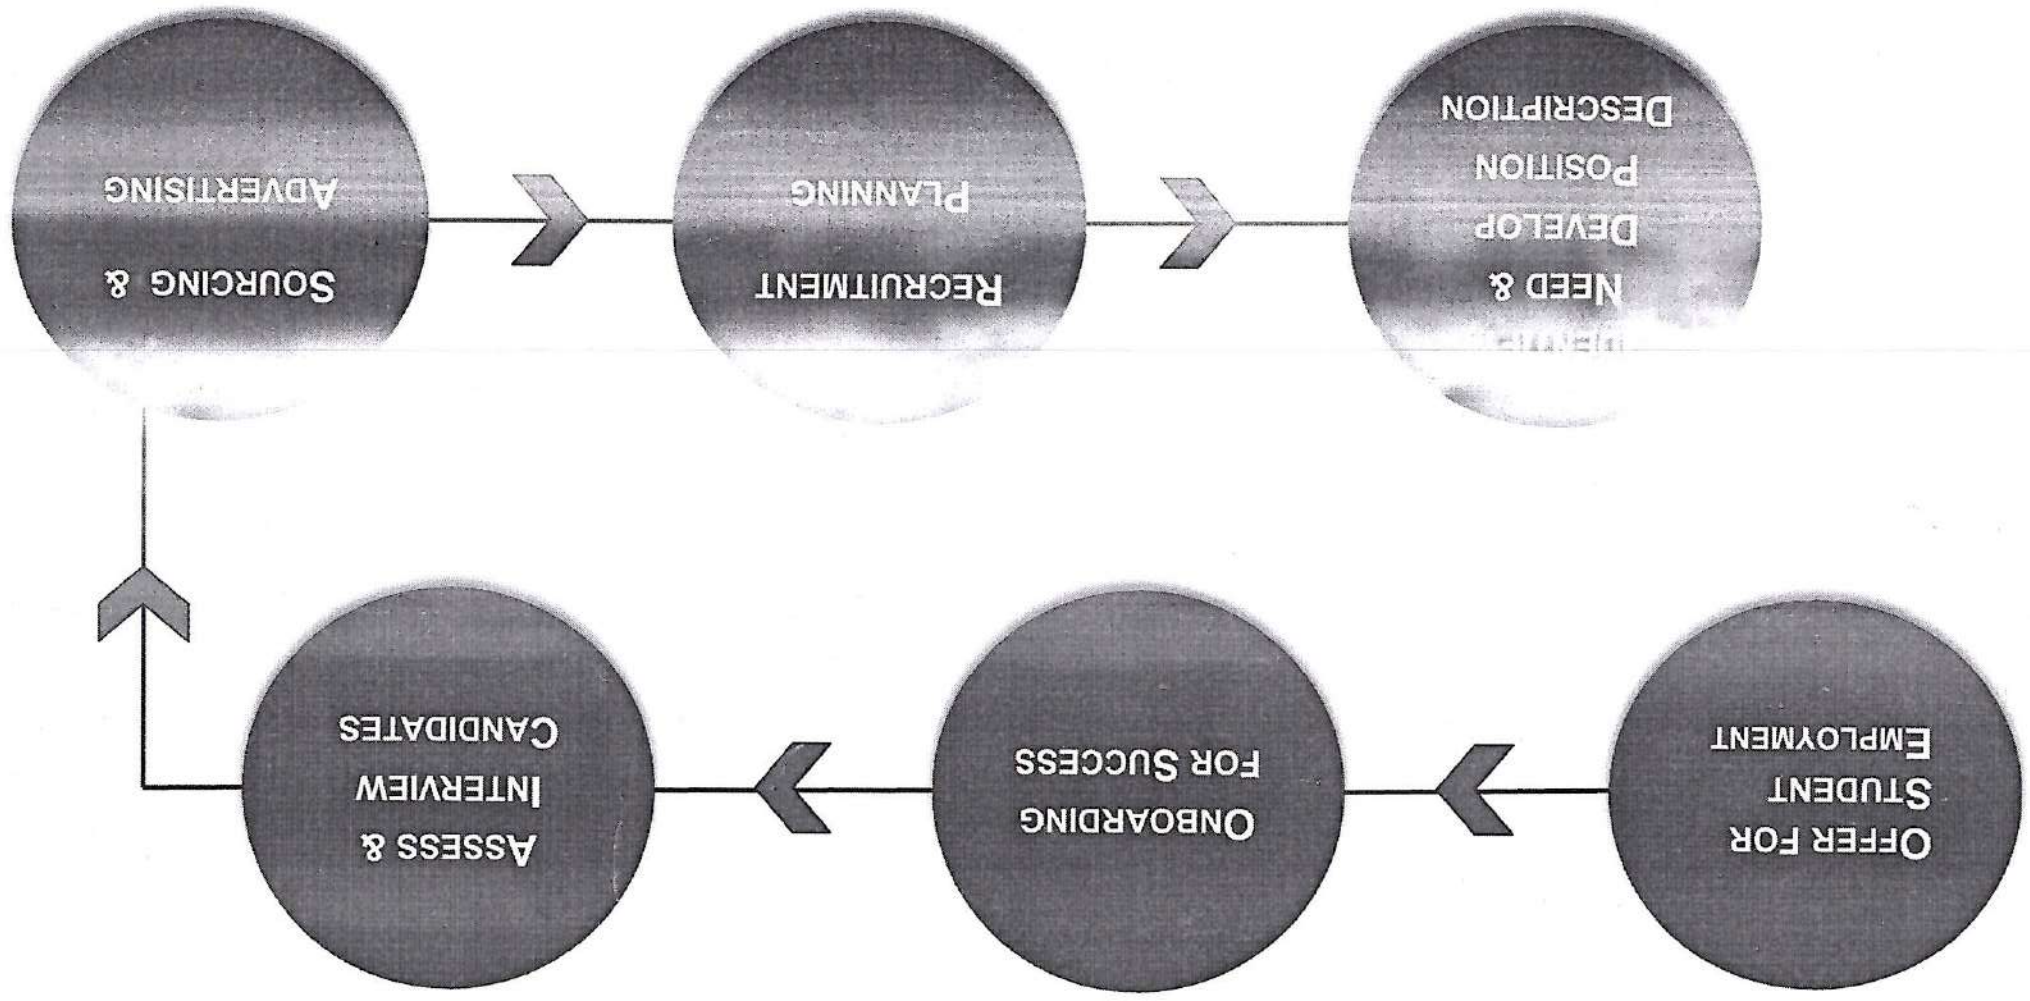 OFFER FOR
STUDENT
EMPLOYMENT
ONBOARDING
FOR SUCCESS
ASSESS &
INTERVIEW
CANDIDATES
NEED &
DEVELOP
POSITION
DESCRIPTION
RECRUITMENT
PLANNING
SOURCING &
ADVERTISING